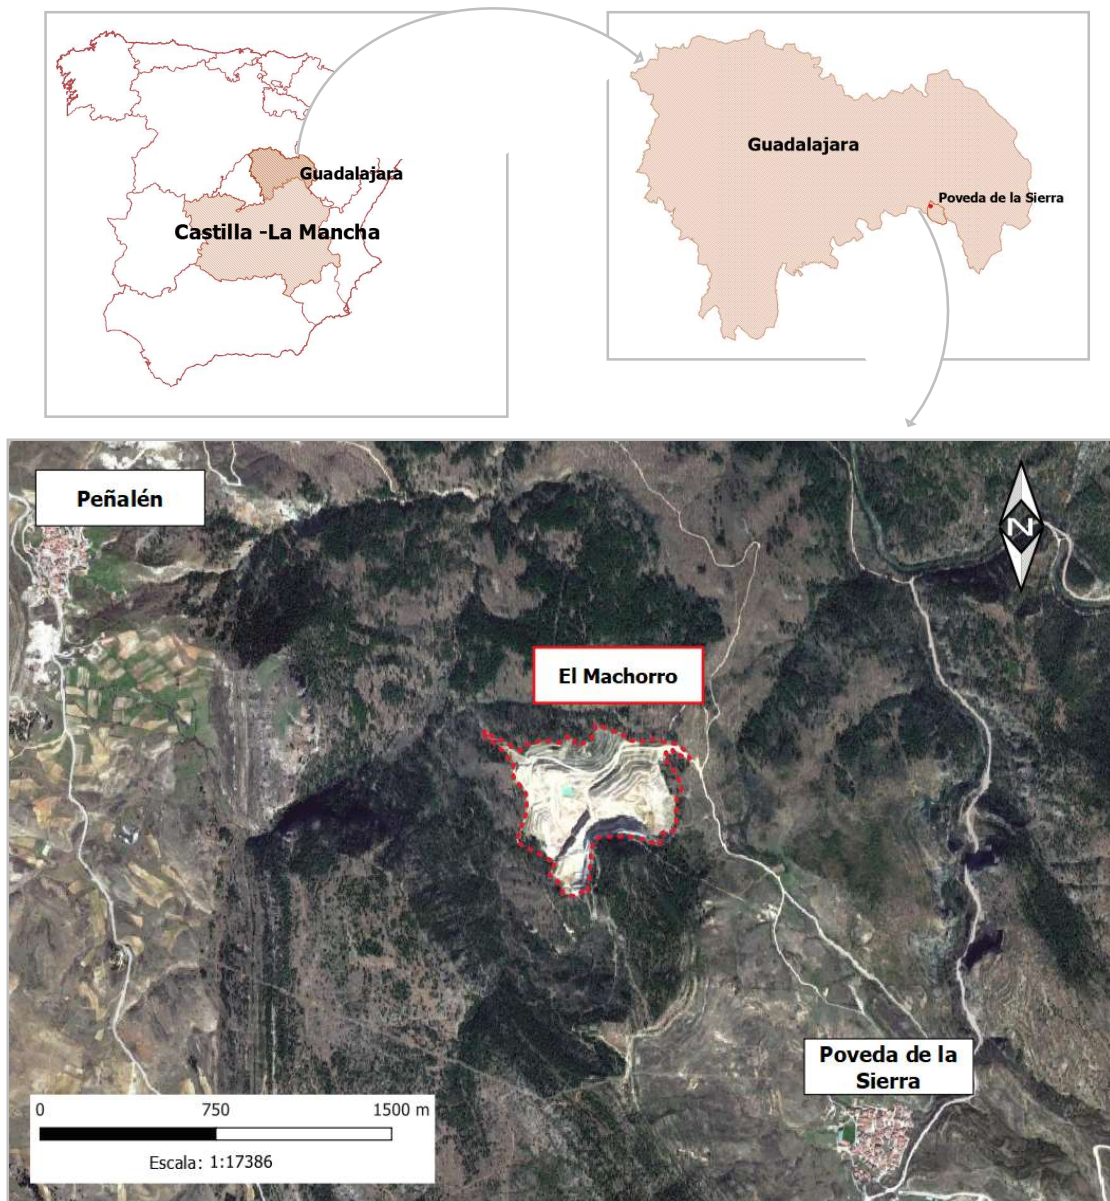 Guadalajara
Castilla -La Mancha
Guadalajara
Poveda de la Sierra
Peñalén
N
El Machorro
Poveda de la
Sierra
0 750 1500 m
Escala: 1:17386